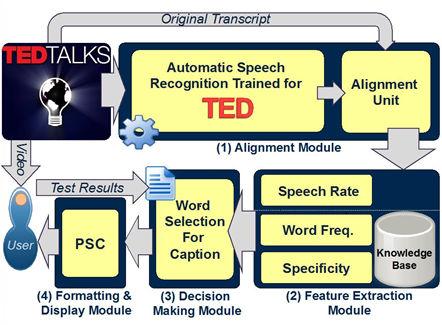 Original Transcript
TEDTALKS
Automatic Speech
Recognition Trained for
TED
Alignment
Unit
(1) Alignment Module
Video
Test Results
User
PSC
(4) Formatting &
Display Module
Word
Selection
For
Caption
(3) Decision
Making Module
Speech Rate
Word Freq.
Specificity
Knowledge
Base
(2) Feature Extraction
Module